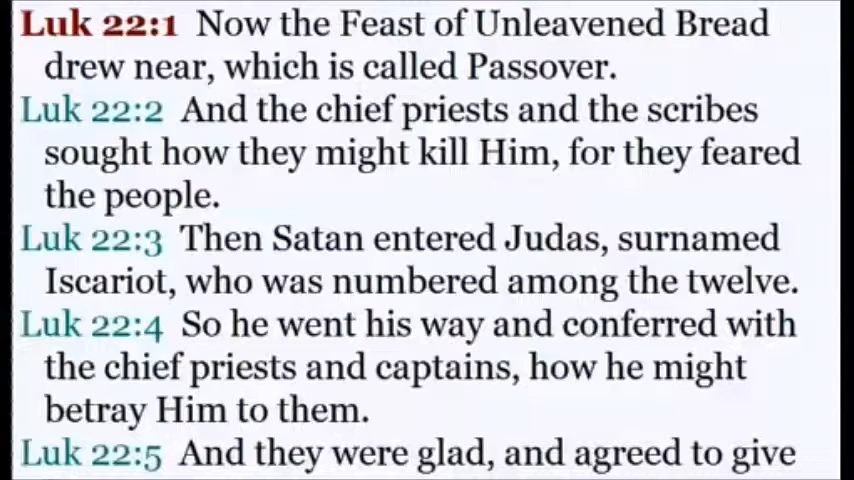 Luk 22:1 Now the Feast of Unleavened Bread
drew near, which is called Passover.
Luk 22:2 And the chief priests and the scribes
sought how they might kill Him, for they feared
the people.
Luk 22:3 Then Satan entered Judas, surnamed
Iscariot, who was numbered among the twelve.
Luk 22:4 So he went his way and conferred with
the chief priests and captains, how he might
betray Him to them.
Luk 22:5 And they were glad, and agreed to give